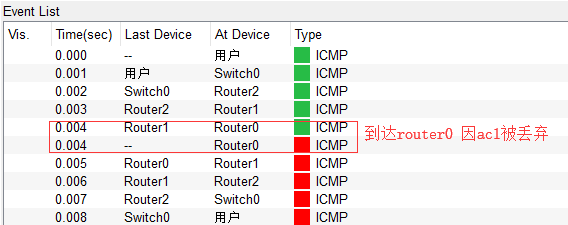 Event List
Vis. Time(sec) Last Device At Device Type
0.000 -- 用户 ICMP
0.001 用户 Switch0 ICMP
0.002 Switch0 Router2 ICMP
0.003 Router2 Router1 ICMP
0.004 Router1 Router0 ICMP 到达router0 因acl被丢弃
0.004 -- Router0 ICMP
0.005 Router0 Router1 ICMP
0.006 Router1 Router2 ICMP
0.007 Router2 Switch0 ICMP
0.008 Switch0 用户 ICMP